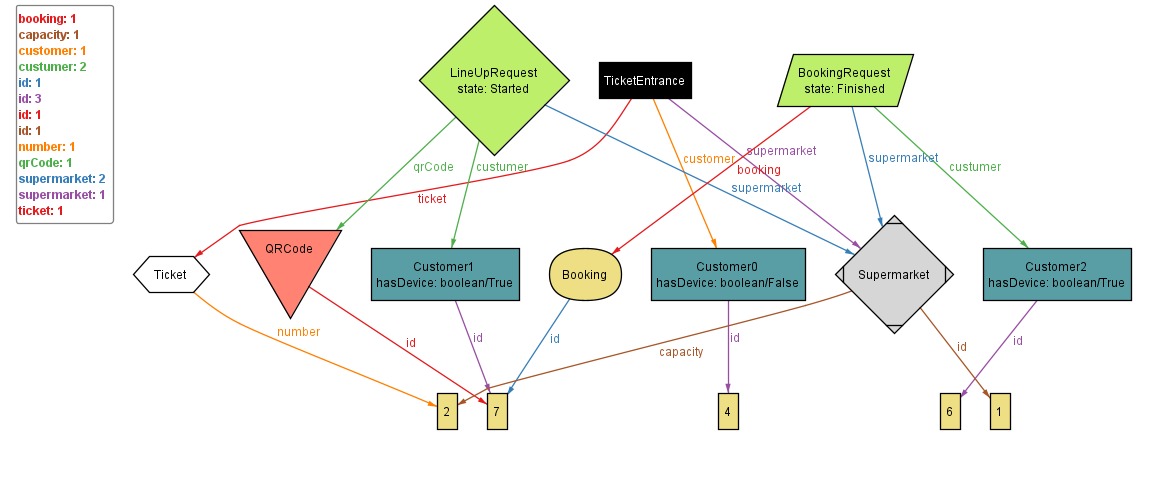 booking: 1
capacity: 1
customer: 1
custumer: 2
id: 1
id: 3
id: 1
id: 1
number: 1
qrCode: 1
supermarket: 2
supermarket: 1
ticket: 1
LineUpRequest
state: Started
TicketEntrance
BookingRequest
state: Finished
qrCode
custumer
ticket
customer
supermarket
booking
supermarket
supermarket
custumer
Ticket
QRCode
Customer1
hasDevice: boolean/True
Booking
Customer0
hasDevice: boolean/False
Supermarket
Customer2
hasDevice: boolean/True
number
id
id
id
id
capacity
id
id
2
7
4
6
1